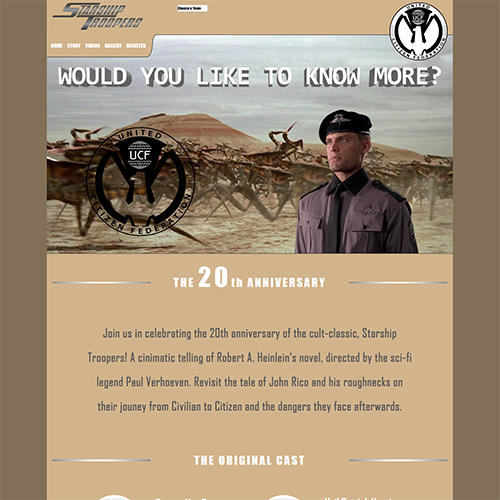 STARSHIP
TROOPERS
Choose a Team
HOME STORY VIDEOS GALLERY REGISTER
UNITED
UCF
CITIZEN FEDERATION
WOULD YOU LIKE TO KNOW MORE?
UNITED
UCF
CITIZEN FEDERATION
THE 20th ANNIVERSARY
Join us in celebrating the 20th anniversary of the cult-classic, Starship
Troopers! A cinimatic telling of Robert A. Heinlein's novel, directed by the sci-fi
legend Paul Verhoeven. Revisit the tale of John Rico and his roughnecks on
their jouney from Civilian to Citizen and the dangers they face afterwards.
THE ORIGINAL CAST